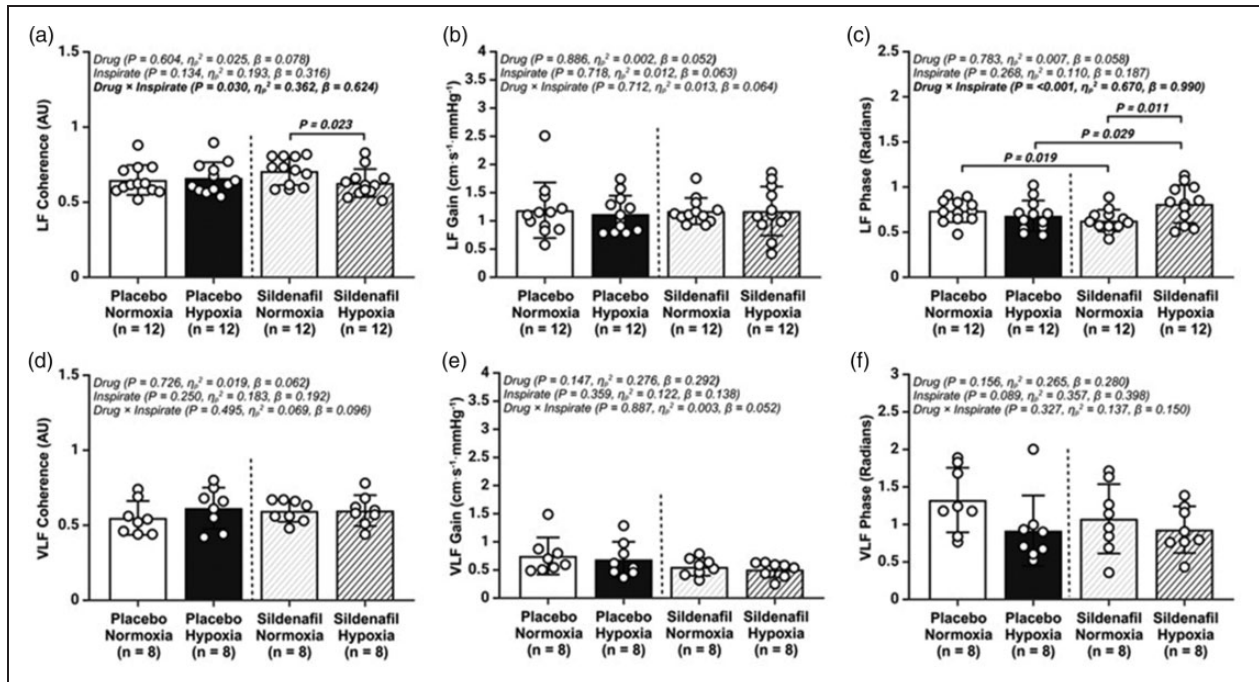 (a)
LF Coherence (AU)
1.5
1
0.5
0
Drug (P = 0.604, ηp² = 0.025, β = 0.078)
Inspirate (P = 0.134, ηp² = 0.193, β = 0.316)
Drug × Inspirate (P = 0.030, ηp² = 0.362, β = 0.624)
P = 0.023
Placebo Placebo Sildenafil Sildenafil
Normoxia Hypoxia Normoxia Hypoxia
(n = 12) (n = 12) (n = 12) (n = 12)
(b)
LF Gain (cm·s⁻¹·mmHg⁻¹)
4
3.5
3
2.5
2
1.5
1
0.5
0
Drug (P = 0.886, ηp² = 0.002, β = 0.052)
Inspirate (P = 0.718, ηp² = 0.012, β = 0.063)
Drug × Inspirate (P = 0.712, ηp² = 0.013, β = 0.064)
Placebo Placebo Sildenafil Sildenafil
Normoxia Hypoxia Normoxia Hypoxia
(n = 12) (n = 12) (n = 12) (n = 12)
(c)
LF Phase (Radians)
2.5
2
1.5
1
0.5
0
Drug (P = 0.783, ηp² = 0.007, β = 0.058)
Inspirate (P = 0.268, ηp² = 0.110, β = 0.187)
Drug × Inspirate (P = <0.001, ηp² = 0.670, β = 0.990)
P = 0.011
P = 0.029
P = 0.019
Placebo Placebo Sildenafil Sildenafil
Normoxia Hypoxia Normoxia Hypoxia
(n = 12) (n = 12) (n = 12) (n = 12)
(d)
VLF Coherence (AU)
1.5
1
0.5
0
Drug (P = 0.726, ηp² = 0.019, β = 0.062)
Inspirate (P = 0.250, ηp² = 0.183, β = 0.192)
Drug × Inspirate (P = 0.495, ηp² = 0.069, β = 0.096)
Placebo Placebo Sildenafil Sildenafil
Normoxia Hypoxia Normoxia Hypoxia
(n = 8) (n = 8) (n = 8) (n = 8)
(e)
VLF Gain (cm·s⁻¹·mmHg⁻¹)
4
3.5
3
2.5
2
1.5
1
0.5
0
Drug (P = 0.147, ηp² = 0.276, β = 0.292)
Inspirate (P = 0.359, ηp² = 0.122, β = 0.138)
Drug × Inspirate (P = 0.887, ηp² = 0.003, β = 0.052)
Placebo Placebo Sildenafil Sildenafil
Normoxia Hypoxia Normoxia Hypoxia
(n = 8) (n = 8) (n = 8) (n = 8)
(f)
VLF Phase (Radians)
3
2.5
2
1.5
1
0.5
0
Drug (P = 0.156, ηp² = 0.265, β = 0.280)
Inspirate (P = 0.089, ηp² = 0.357, β = 0.398)
Drug × Inspirate (P = 0.327, ηp² = 0.137, β = 0.150)
Placebo Placebo Sildenafil Sildenafil
Normoxia Hypoxia Normoxia Hypoxia
(n = 8) (n = 8) (n = 8) (n = 8)